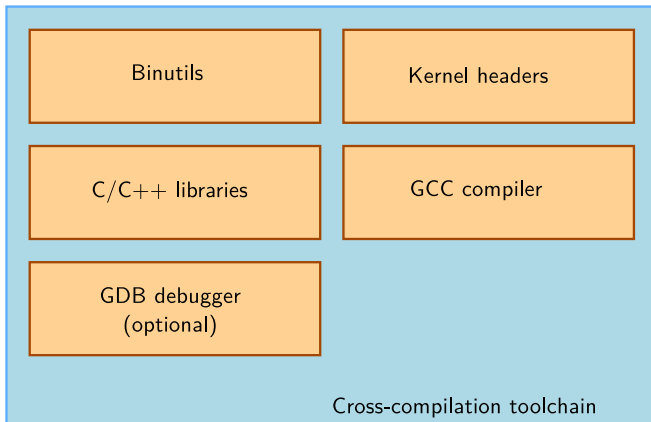 Binutils
Kernel headers
C/C++ libraries
GCC compiler
GDB debugger
(optional)
Cross-compilation toolchain